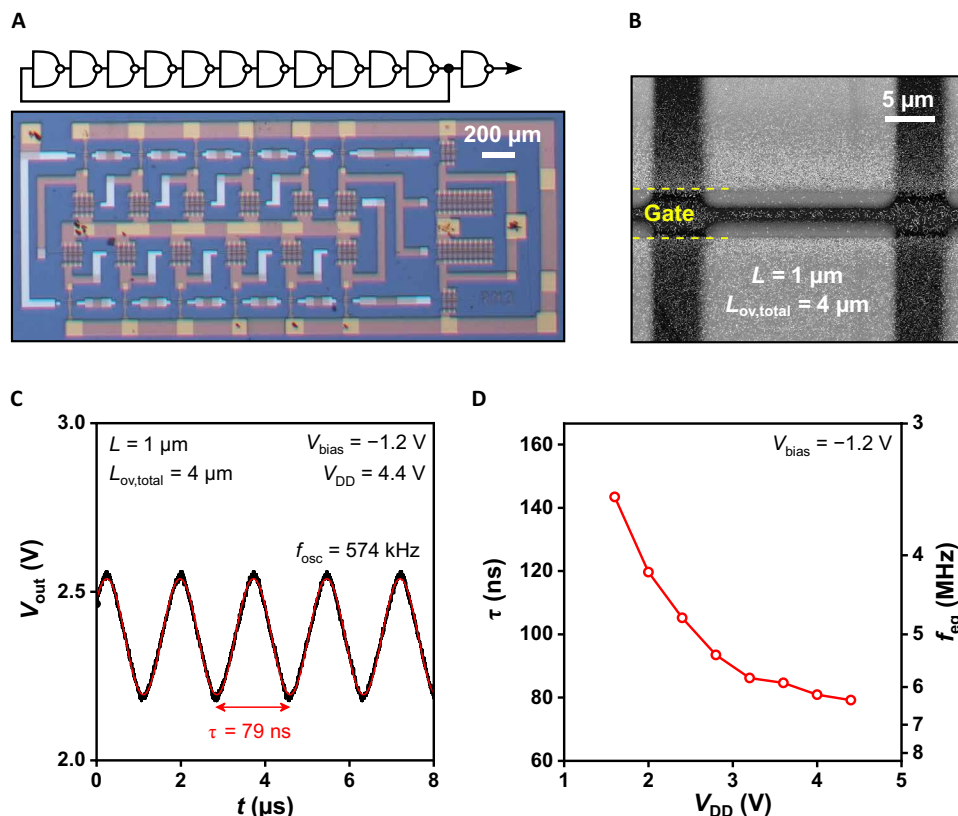 A
200 µm
B
5 µm
Gate
L = 1 µm
Lov,total = 4 µm
C
3.0
2.5
2.0
Vout (V)
L = 1 µm
Lov,total = 4 µm
Vbias = −1.2 V
VDD = 4.4 V
fosc = 574 kHz
τ = 79 ns
0 2 4 6 8
t (µs)
D
160
140
120
100
80
60
τ (ns)
Vbias = −1.2 V
3
4
5
6
7
8
feq (MHz)
1 2 3 4 5
VDD (V)